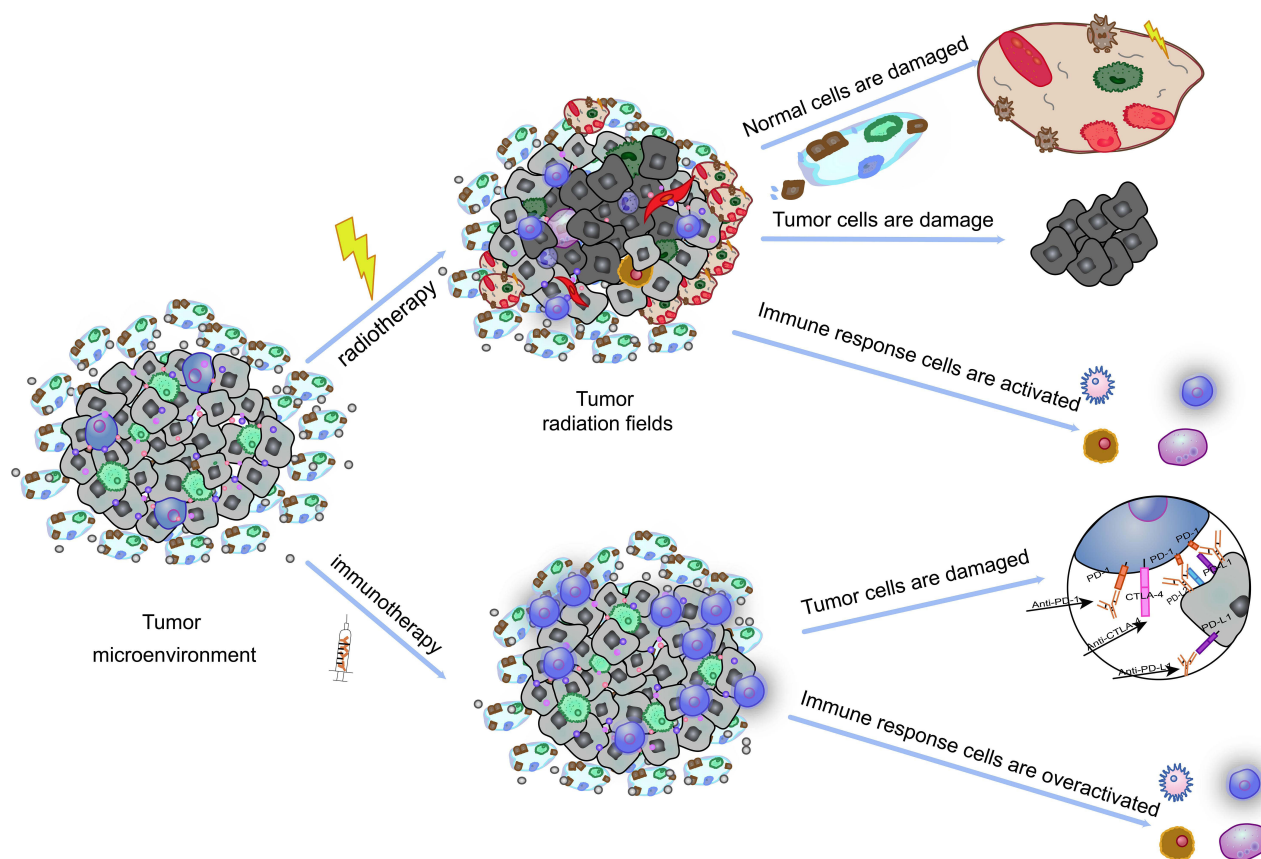 Normal cells are damaged
Tumor cells are damage
radiotherapy
Immune response cells are activated
Tumor
radiation fields
immunotherapy
Tumor
microenvironment
Tumor cells are damaged
PD-1
PD-1
PD-1
PD-L1
CTLA-4
PD-L2
Anti-PD-1
Anti-CTLA-4
PD-L1
Anti-PD-L1
Immune response cells are overactivated